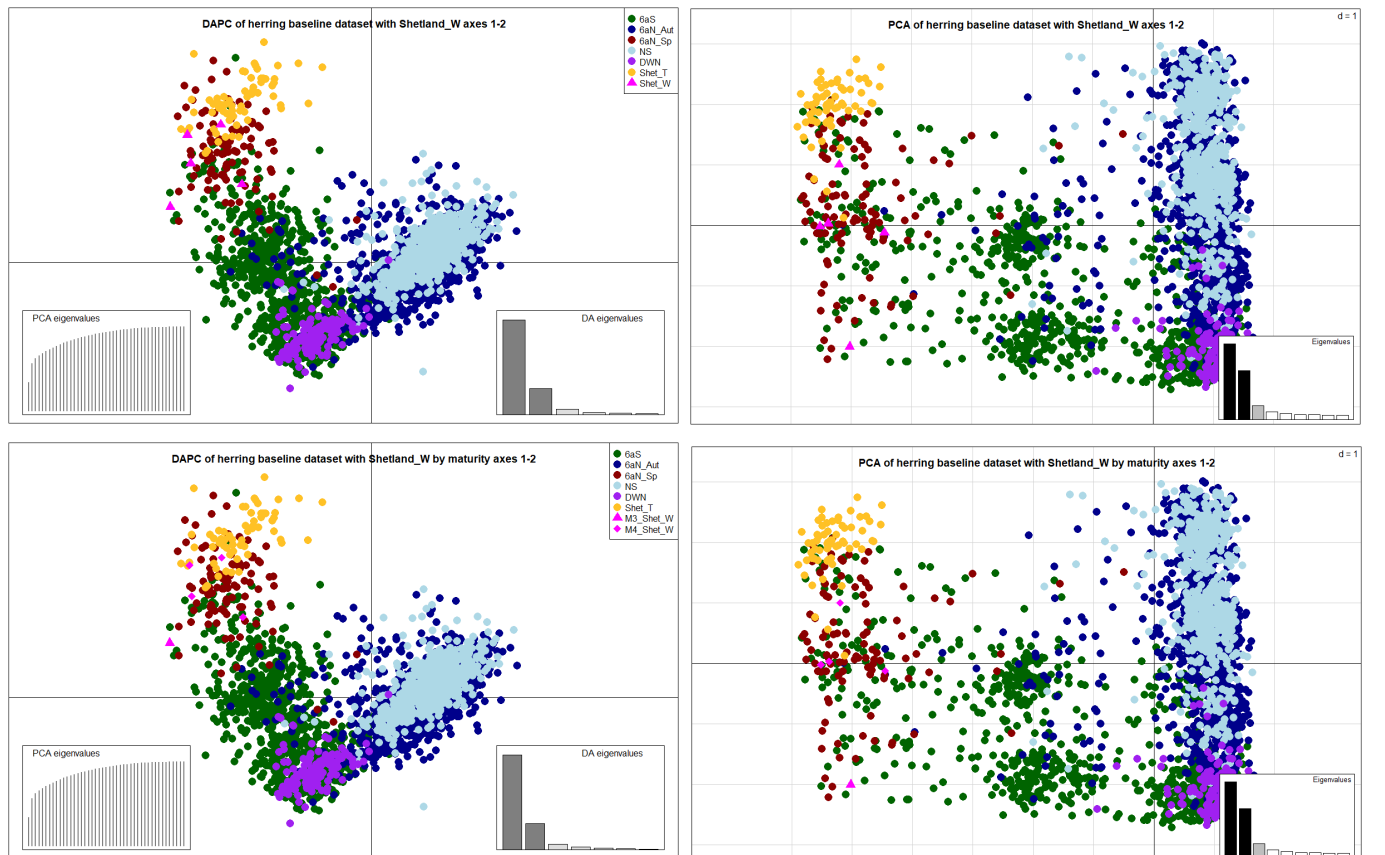 DAPC of herring baseline dataset with Shetland_W axes 1-2
6aS
6aN_Aut
6aN_Sp
NS
DWN
Shet_T
Shet_W
PCA eigenvalues
DA eigenvalues
PCA of herring baseline dataset with Shetland_W axes 1-2
d = 1
Eigenvalues
DAPC of herring baseline dataset with Shetland_W by maturity axes 1-2
6aS
6aN_Aut
6aN_Sp
NS
DWN
Shet_T
M3_Shet_W
M4_Shet_W
PCA eigenvalues
DA eigenvalues
PCA of herring baseline dataset with Shetland_W by maturity axes 1-2
d = 1
Eigenvalues